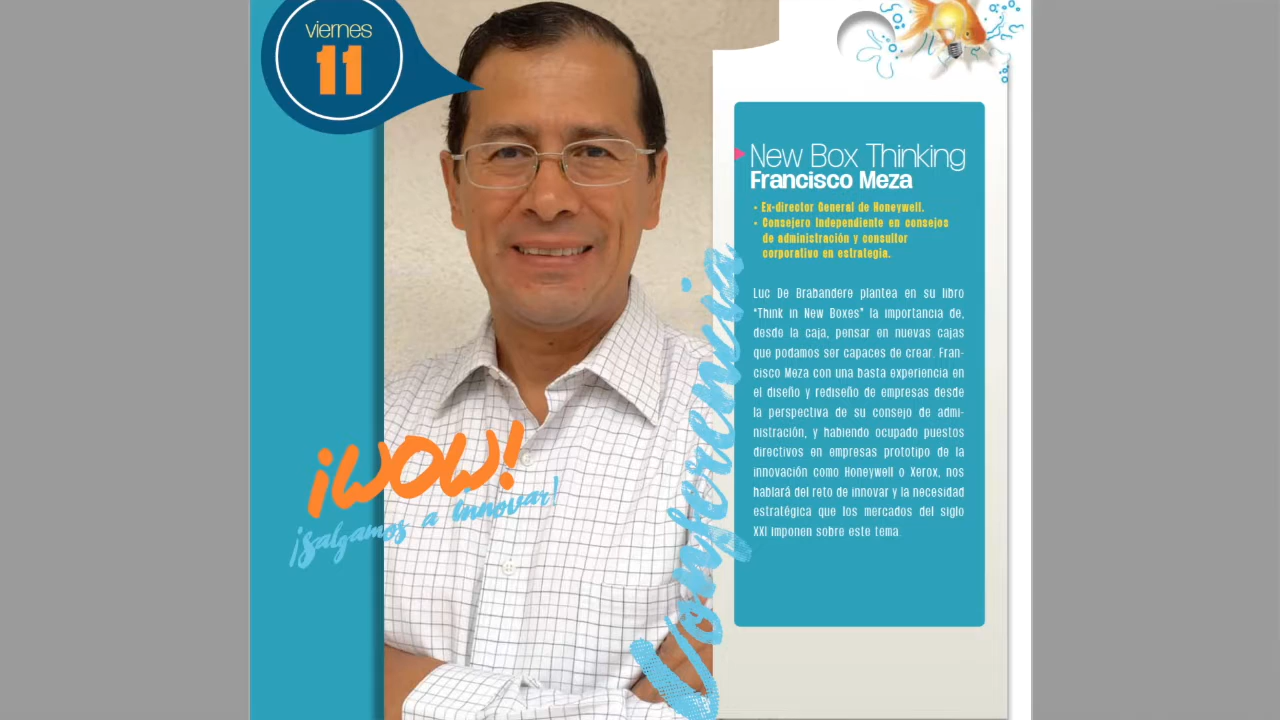 viernes
11
New Box Thinking
Francisco Meza
• Ex-director General de Honeywell.
• Consejero Independiente en consejos
de administración y consultor
corporativo en estrategia.
Luc De Brabandere plantea en su libro
“Think in New Boxes” la importancia de,
desde la caja, pensar en nuevas cajas
que podamos ser capaces de crear. Fran-
cisco Meza con una basta experiencia en
el diseño y rediseño de empresas desde
la perspectiva de su consejo de admi-
nistración, y habiendo ocupado puestos
directivos en empresas prototipo de la
innovación como Honeywell o Xerox, nos
hablará del reto de innovar y la necesidad
estratégica que los mercados del siglo
XXI imponen sobre este tema.
Conferencia
¡WOW!
¡salgamos a innovar!